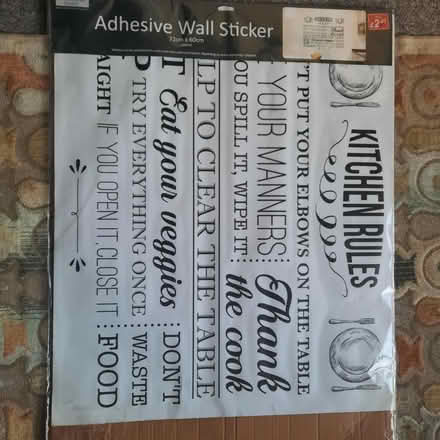 Adhesive Wall Sticker
72cm x 60cm
KITCHEN RULES
'T PUT YOUR ELBOWS ON THE TABLE
YOUR MANNERS
OU SPILL IT, WIPE IT
Thank
the cook
LP TO CLEAR THE TABLE
Eat your veggies
TRY EVERYTHING ONCE
AIGHT IF YOU OPEN IT, CLOSE IT
DON'T
WASTE
FOOD